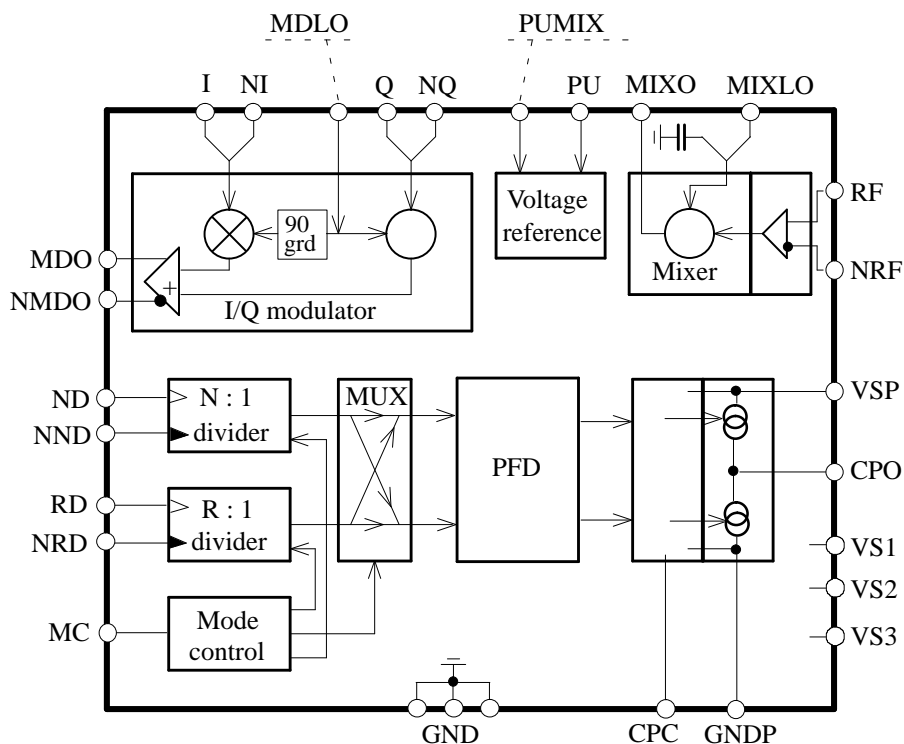 MDLO
PUMIX
I
NI
Q
NQ
PU
MIXO
MIXLO
90
grd
Voltage
reference
Mixer
RF
NRF
MDO
NMDO
+
I/Q modulator
ND
NND
N : 1
divider
MUX
PFD
VSP
CPO
RD
NRD
R : 1
divider
VS1
VS2
VS3
MC
Mode
control
GND
CPC
GNDP